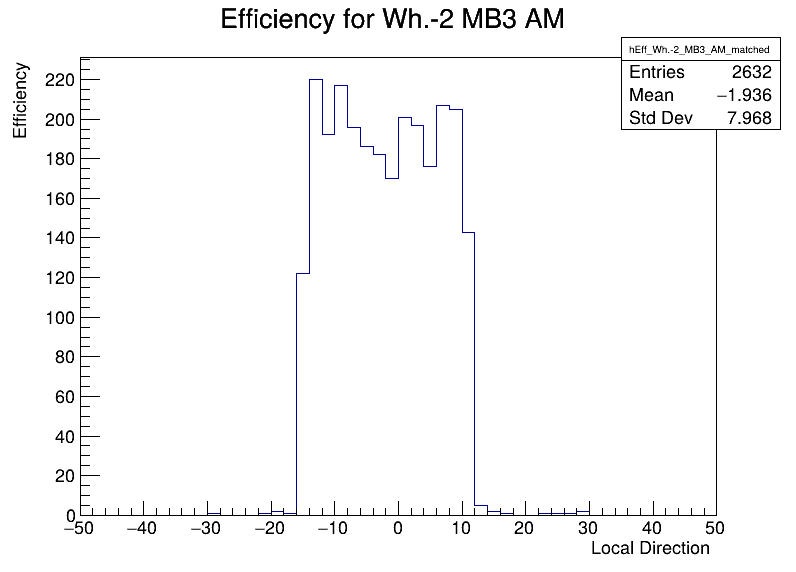 Efficiency for Wh.-2 MB3 AM
hEff_Wh.-2_MB3_AM_matched
Entries 2632
Mean −1.936
Std Dev 7.968
Efficiency
220
200
180
160
140
120
100
80
60
40
20
0
−50 −40 −30 −20 −10 0 10 20 30 40 50
Local Direction